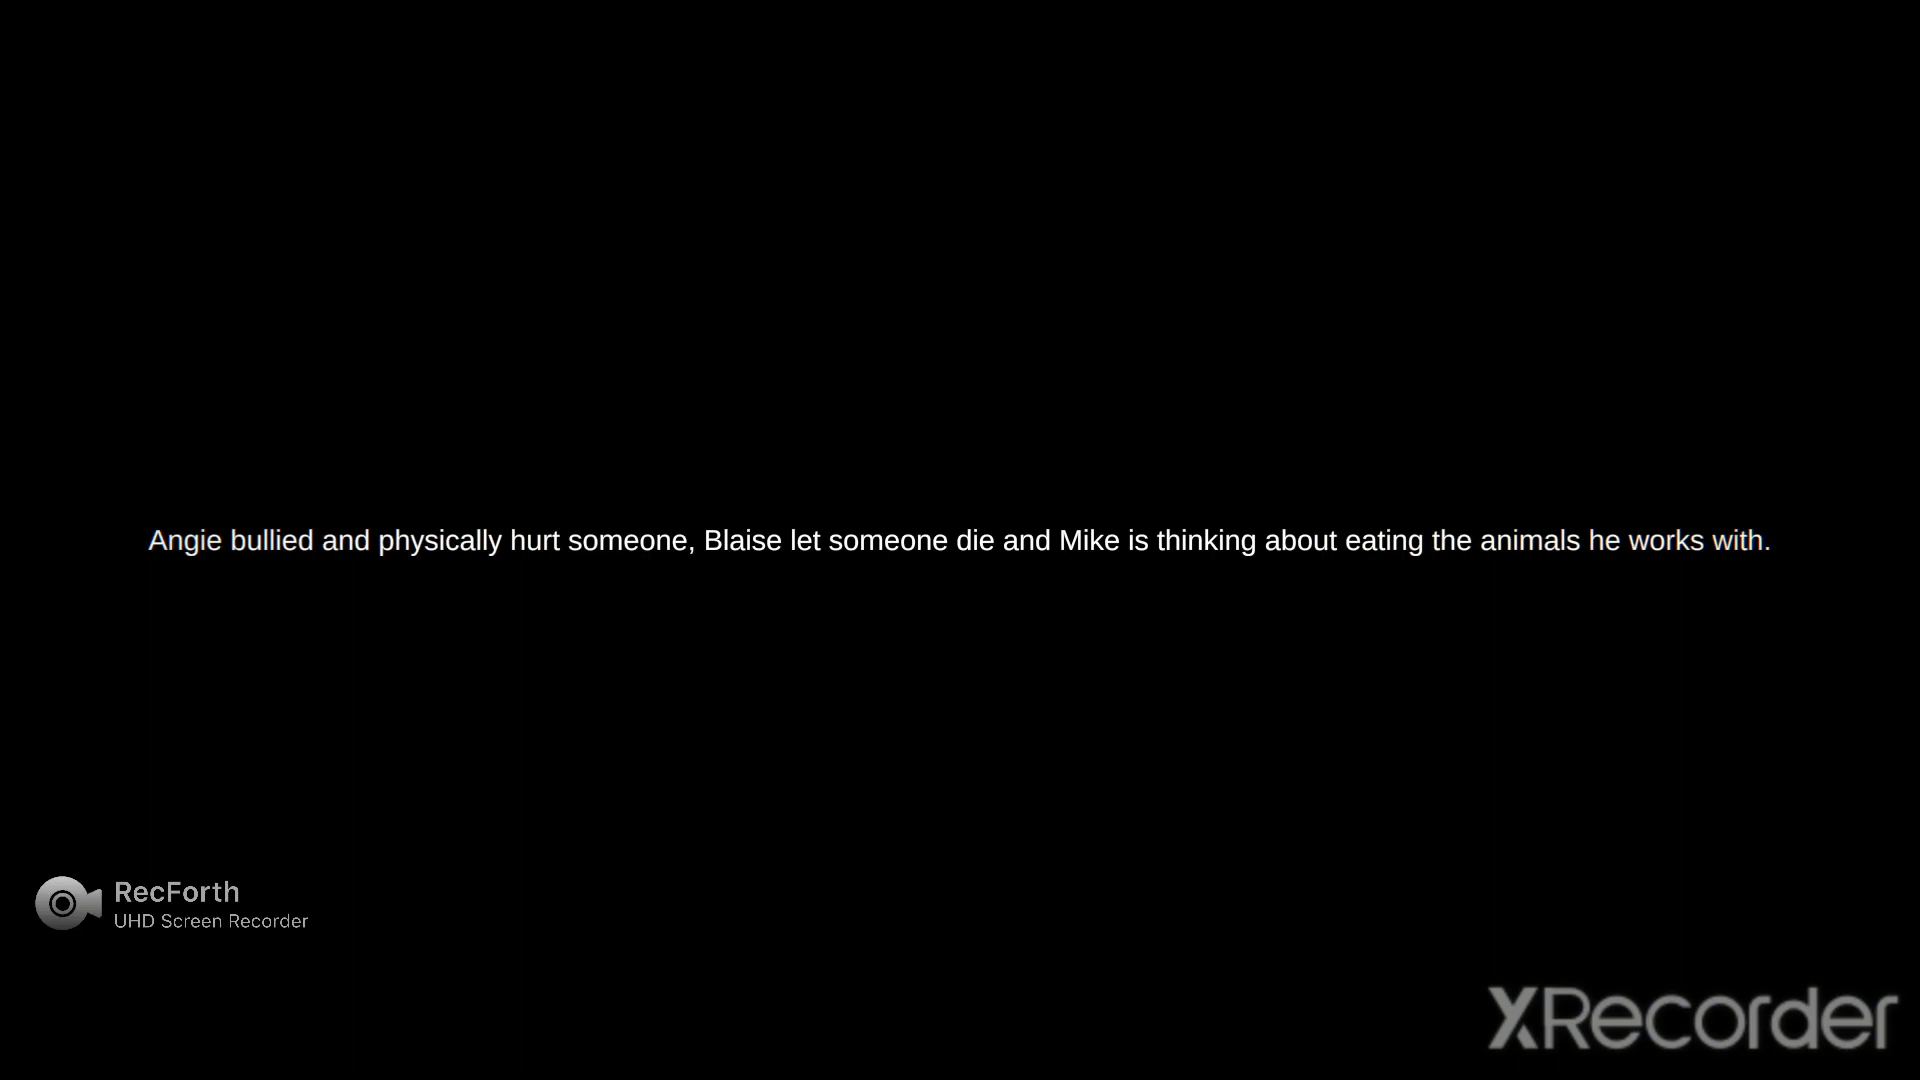 Angie bullied and physically hurt someone, Blaise let someone die and Mike is thinking about eating the animals he works with.
RecForth
UHD Screen Recorder
XRecorder